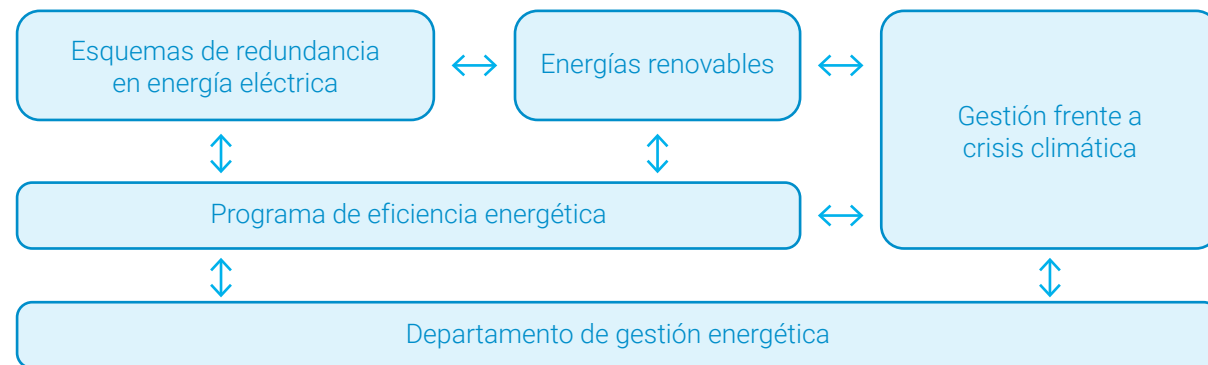 Esquemas de redundancia
en energía eléctrica
Energías renovables
Gestión frente a
crisis climática
Programa de eficiencia energética
Departamento de gestión energética